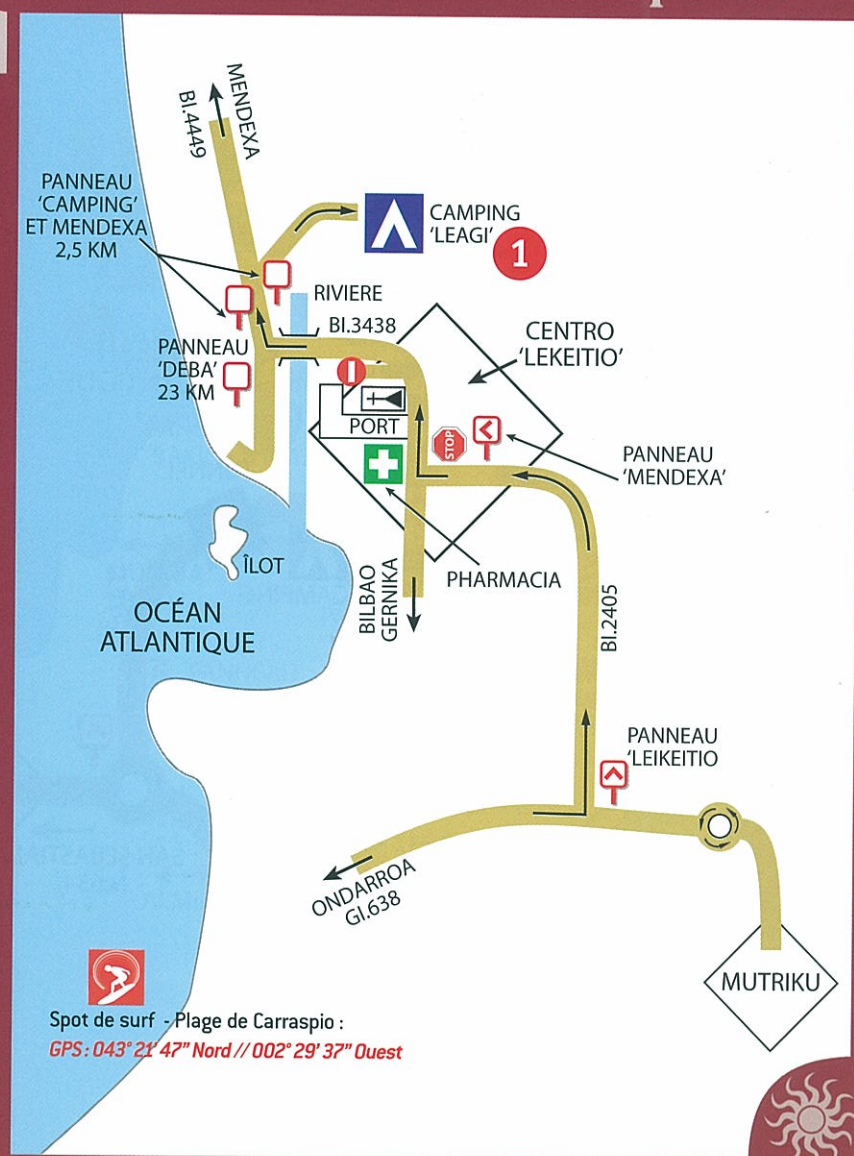 MENDEXA
BI.4449
PANNEAU
'CAMPING'
ET MENDEXA
2,5 KM
CAMPING
'LEAGI'
1
RIVIERE
BI.3438
CENTRO
'LEKEITIO'
PANNEAU
'DEBA'
23 KM
PORT
STOP
PANNEAU
'MENDEXA'
PHARMACIA
ÎLOT
BILBAO
GERNIKA
OCÉAN
ATLANTIQUE
BI.2405
PANNEAU
'LEIKEITIO
ONDARROA
GI.638
MUTRIKU
Spot de surf - Plage de Carraspio :
GPS : 043° 21' 47" Nord // 002° 29' 37" Ouest